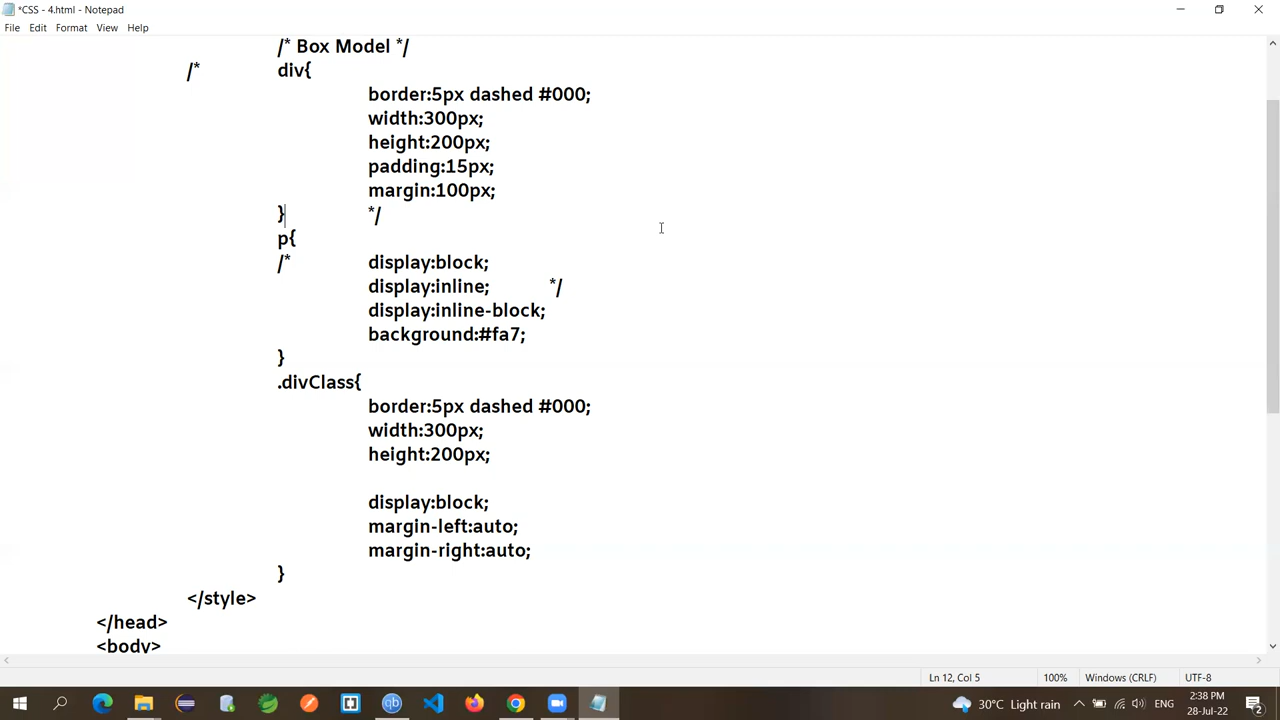 *CSS - 4.html - Notepad
File Edit Format View Help
/* Box Model */
/* div{
border:5px dashed #000;
width:300px;
height:200px;
padding:15px;
margin:100px;
} */
p{
/* display:block;
display:inline; */
display:inline-block;
background:#fa7;
}
.divClass{
border:5px dashed #000;
width:300px;
height:200px;
display:block;
margin-left:auto;
margin-right:auto;
}
</style>
</head>
<body>
Ln 12, Col 5 100% Windows (CRLF) UTF-8
qb 30°C Light rain ENG 2:38 PM
28-Jul-22 2